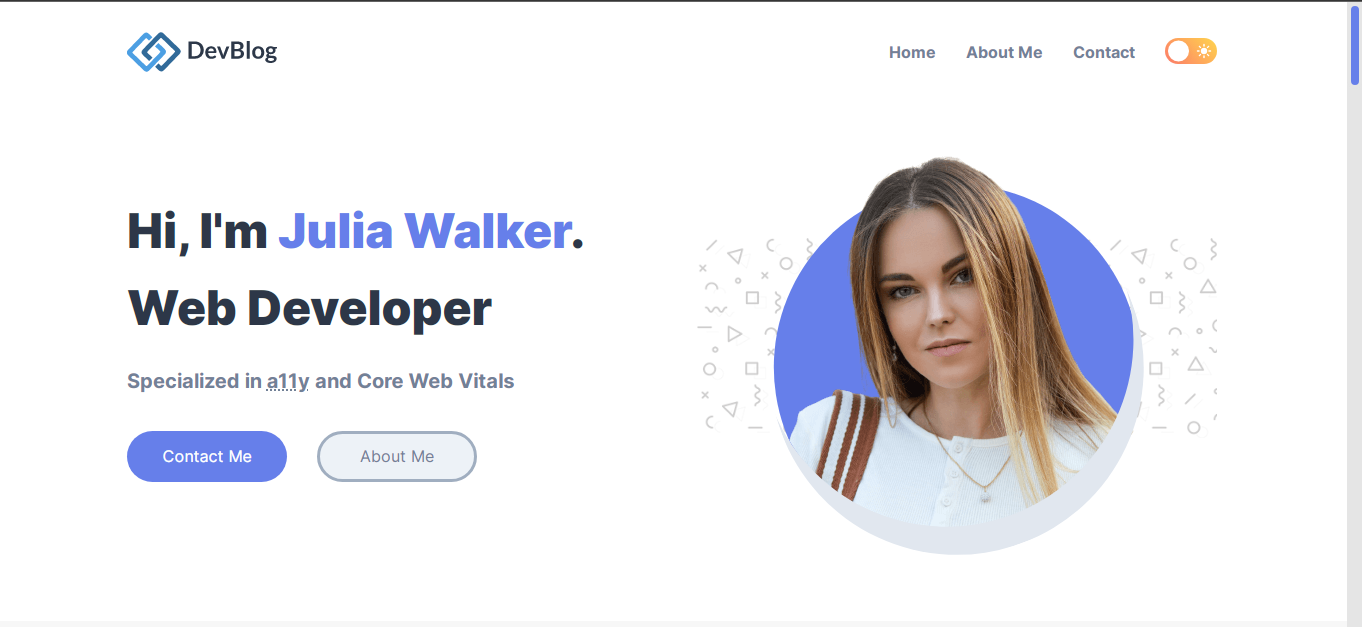 DevBlog
Home About Me Contact
Hi, I'm Julia Walker.
Web Developer
Specialized in a11y and Core Web Vitals
Contact Me About Me